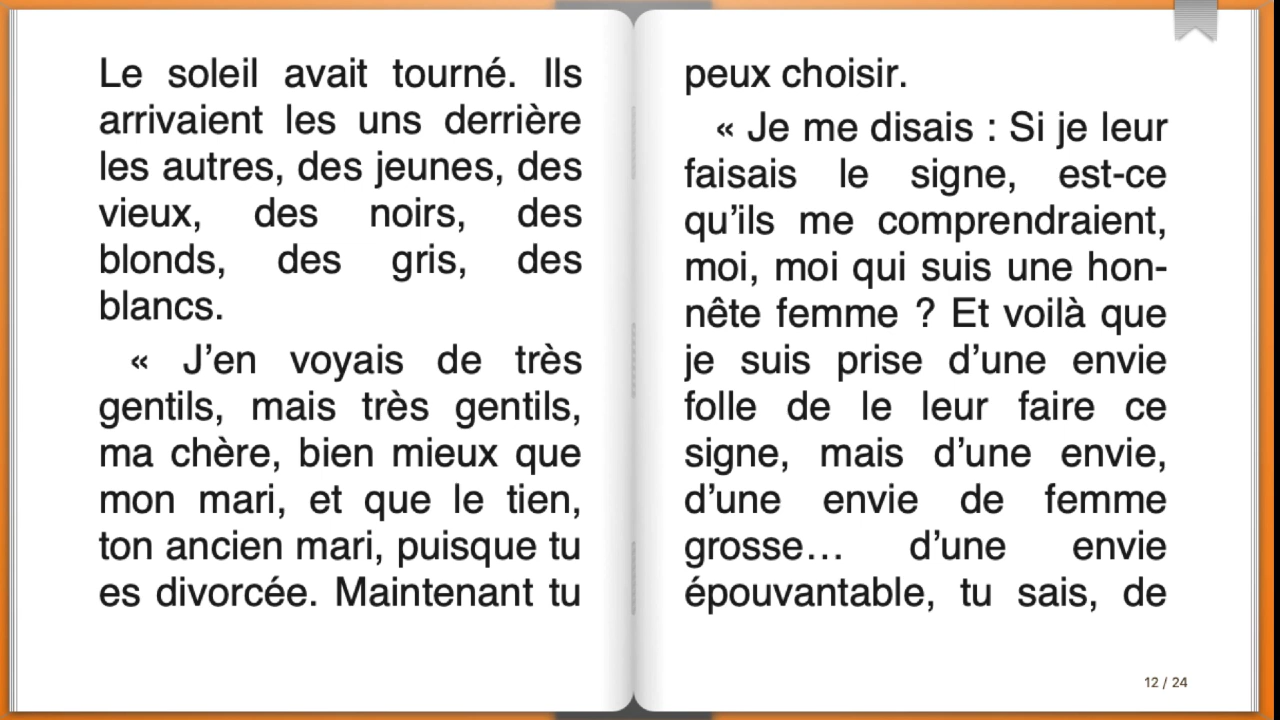 Le soleil avait tourné. Ils
arrivaient les uns derrière
les autres, des jeunes, des
vieux, des noirs, des
blonds, des gris, des
blancs.
« J’en voyais de très
gentils, mais très gentils,
ma chère, bien mieux que
mon mari, et que le tien,
ton ancien mari, puisque tu
es divorcée. Maintenant tu
peux choisir.
« Je me disais : Si je leur
faisais le signe, est-ce
qu’ils me comprendraient,
moi, moi qui suis une hon-
nête femme ? Et voilà que
je suis prise d’une envie
folle de le leur faire ce
signe, mais d’une envie,
d’une envie de femme
grosse… d’une envie
épouvantable, tu sais, de
12 / 24